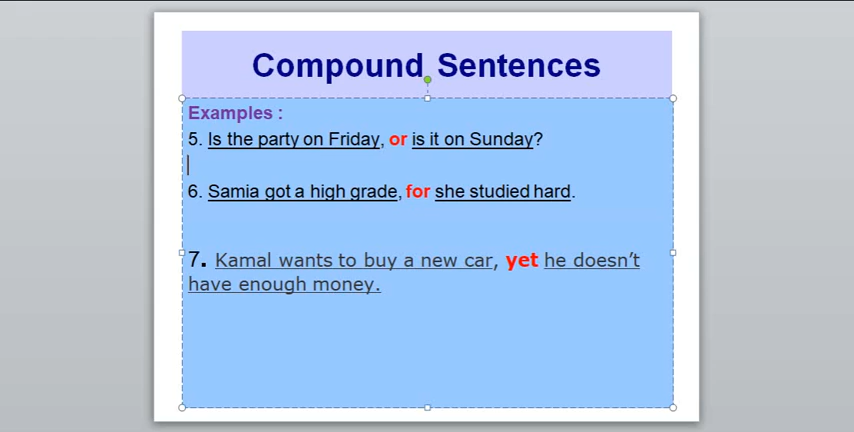 Compound Sentences
Examples :
5. Is the party on Friday, or is it on Sunday?
6. Samia got a high grade, for she studied hard.
7. Kamal wants to buy a new car, yet he doesn’t
have enough money.